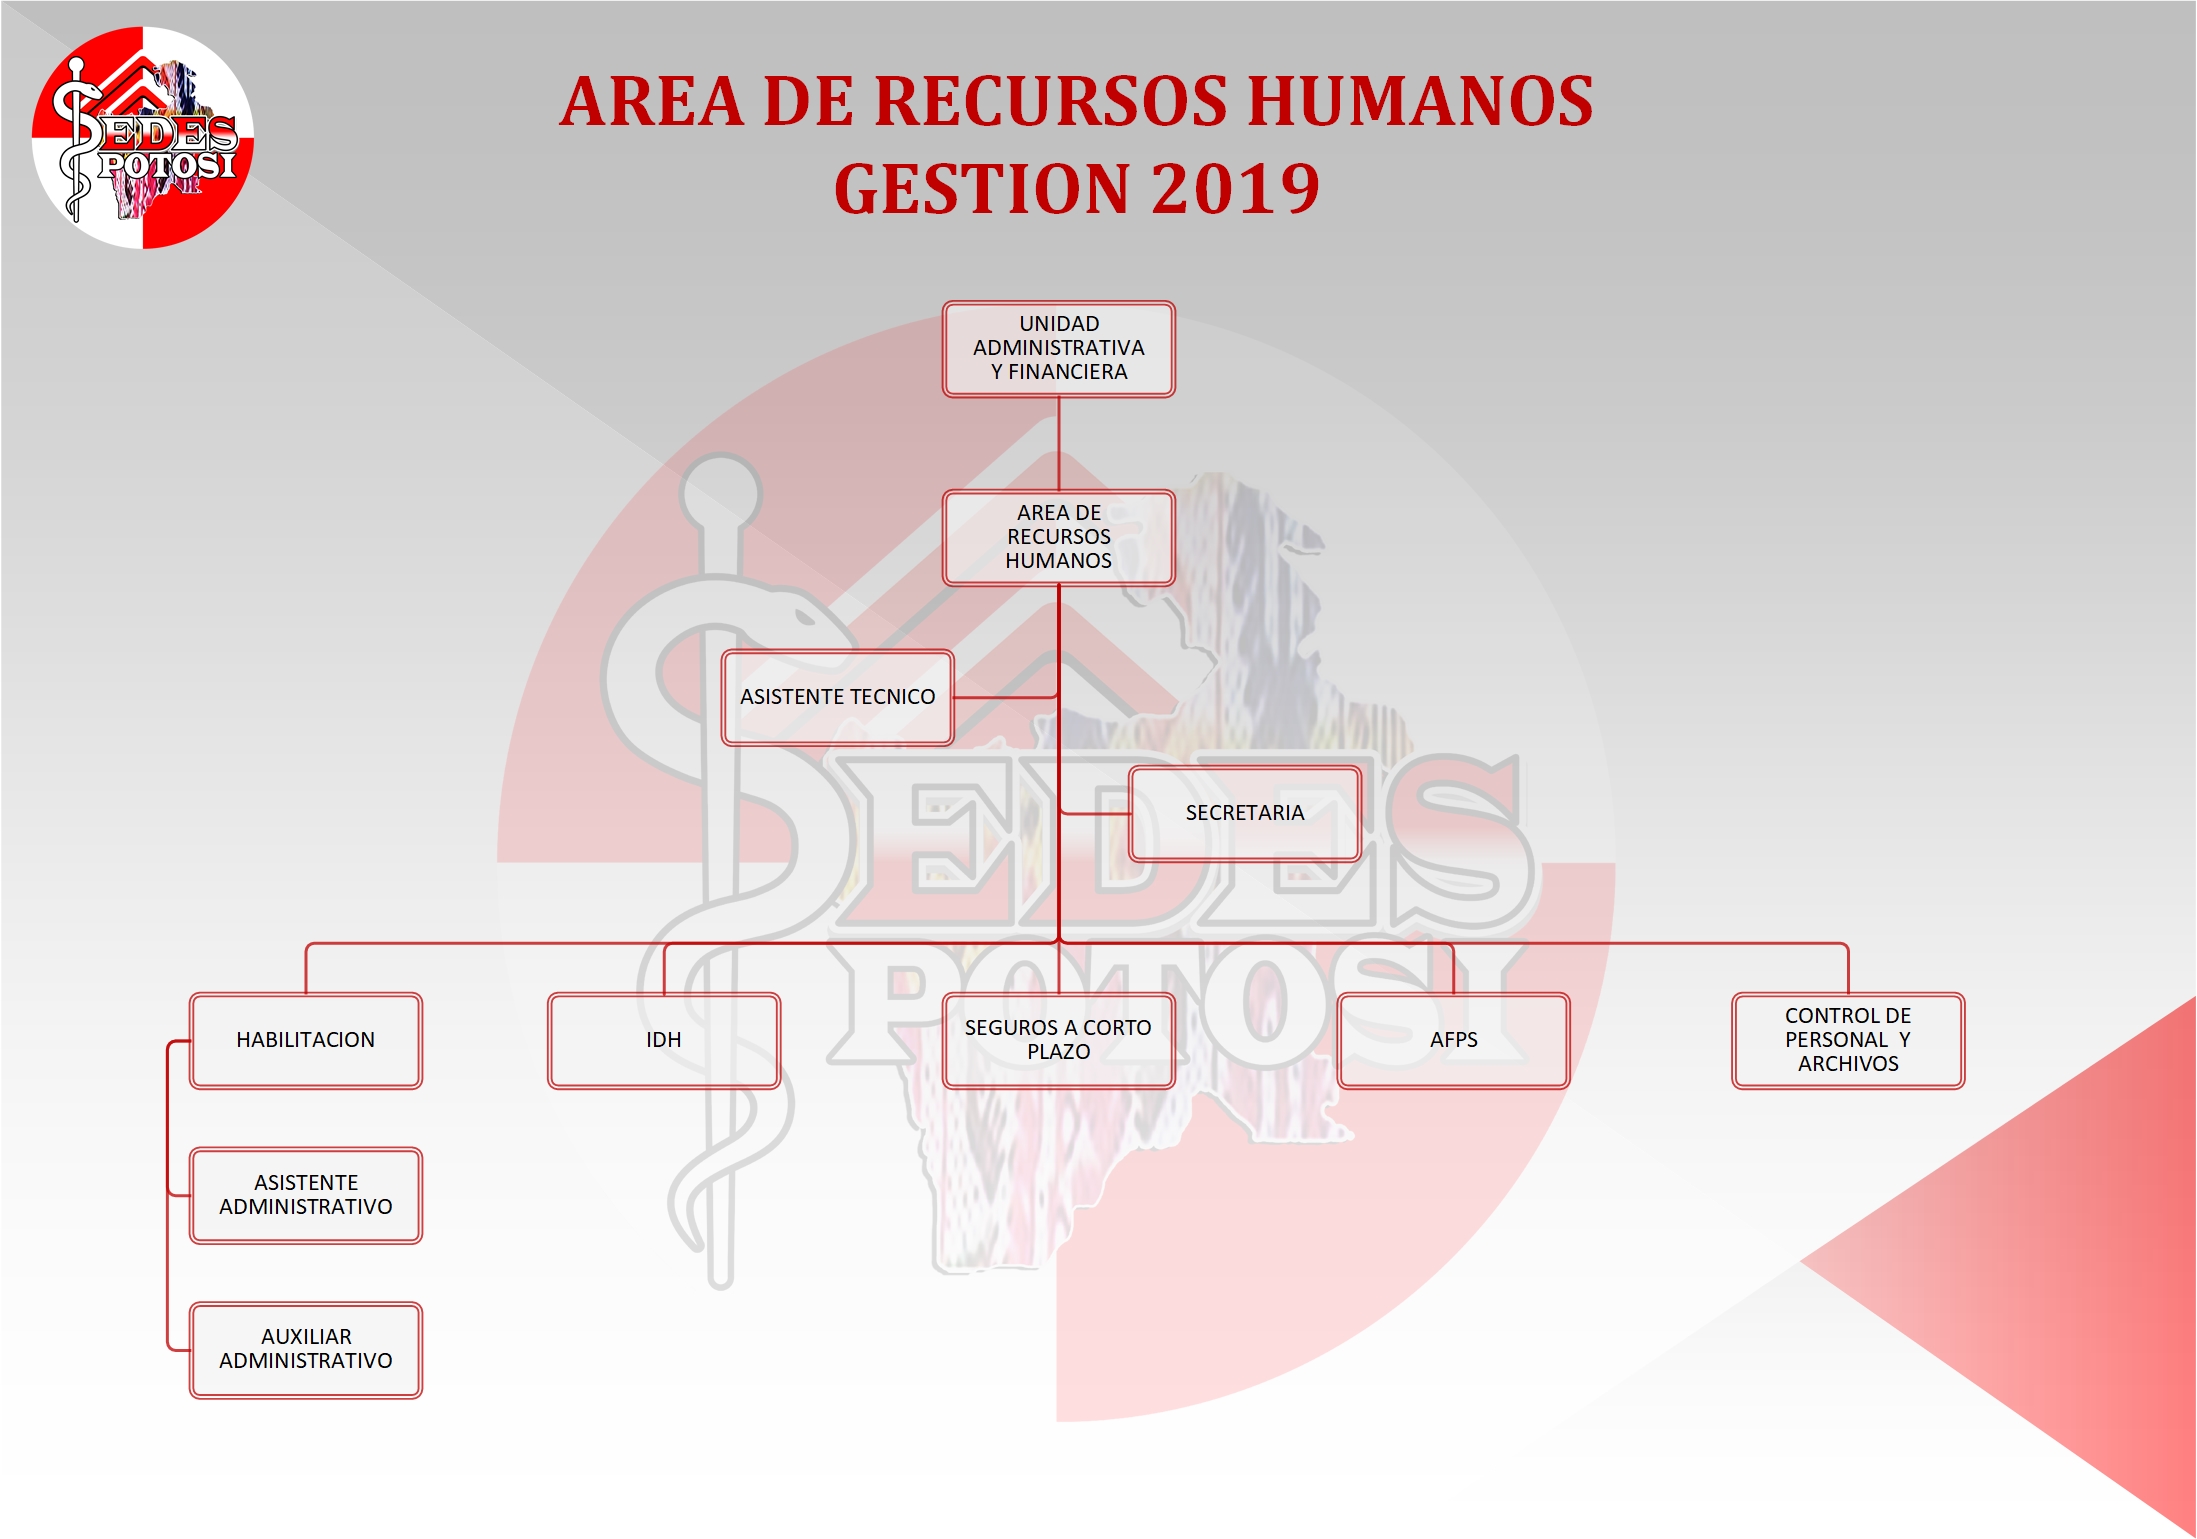 SEDES
POTOSI
AREA DE RECURSOS HUMANOS
GESTION 2019
UNIDAD
ADMINISTRATIVA
Y FINANCIERA
AREA DE
RECURSOS
HUMANOS
ASISTENTE TECNICO
SECRETARIA
SEDES
POTOSI
HABILITACION
IDH
SEGUROS A CORTO
PLAZO
AFPS
CONTROL DE
PERSONAL  Y
ARCHIVOS
ASISTENTE
ADMINISTRATIVO
AUXILIAR
ADMINISTRATIVO